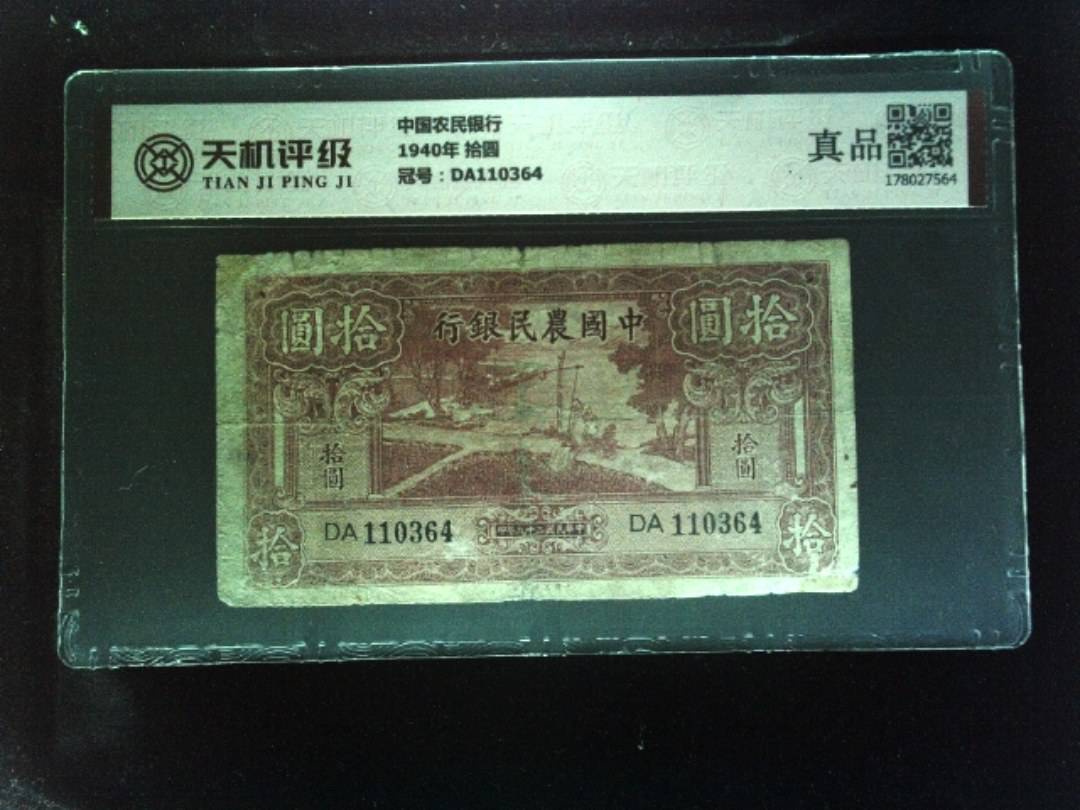 天机评级
TIAN JI PING JI
中国农民银行
1940年 拾圆
冠号：DA110364
真品
178027564
圓拾
行銀民農國中
圓拾
拾圓
拾圓
DA 110364
DA 110364
拾
拾